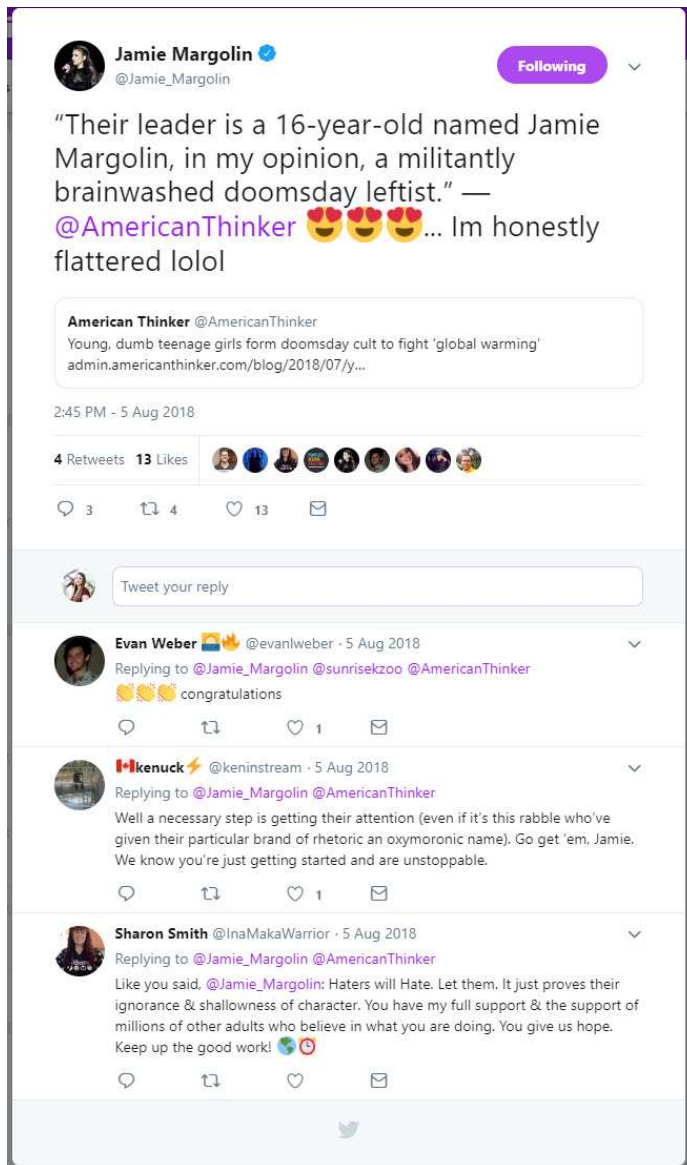 Jamie Margolin
@Jamie_Margolin
Following
“Their leader is a 16-year-old named Jamie
Margolin, in my opinion, a militantly
brainwashed doomsday leftist.” —
@AmericanThinker 😍😍😍... Im honestly
flattered lolol
American Thinker @AmericanThinker
Young, dumb teenage girls form doomsday cult to fight 'global warming'
admin.americanthinker.com/blog/2018/07/y...
2:45 PM - 5 Aug 2018
4 Retweets 13 Likes
3 4 13
Tweet your reply
Evan Weber 🌅🔥 @evanlweber · 5 Aug 2018
Replying to @Jamie_Margolin @sunrisekzoo @AmericanThinker
👏👏👏 congratulations
1
🇨🇦kenuck⚡ @keninstream · 5 Aug 2018
Replying to @Jamie_Margolin @AmericanThinker
Well a necessary step is getting their attention (even if it’s this rabble who’ve
given their particular brand of rhetoric an oxymoronic name). Go get ’em, Jamie.
We know you’re just getting started and are unstoppable.
1
Sharon Smith @InaMakaWarrior · 5 Aug 2018
Replying to @Jamie_Margolin @AmericanThinker
Like you said, @Jamie_Margolin: Haters will Hate. Let them. It just proves their
ignorance & shallowness of character. You have my full support & the support of
millions of other adults who believe in what you are doing. You give us hope.
Keep up the good work! 🌎⏰